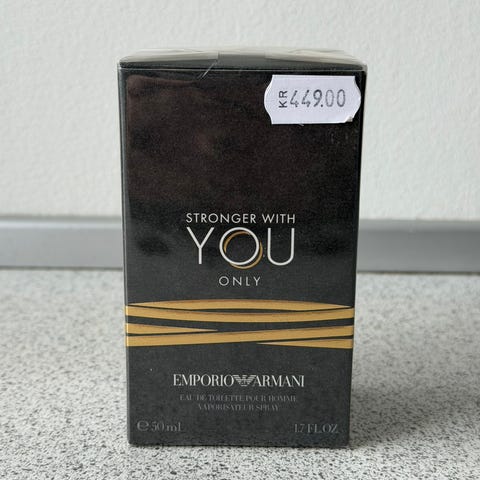 KR 449.00
STRONGER WITH
YOU
ONLY
EMPORIO ARMANI
EAU DE TOILETTE POUR HOMME
VAPORISATEUR SPRAY
℮ 50 mL 1.7 FL.OZ